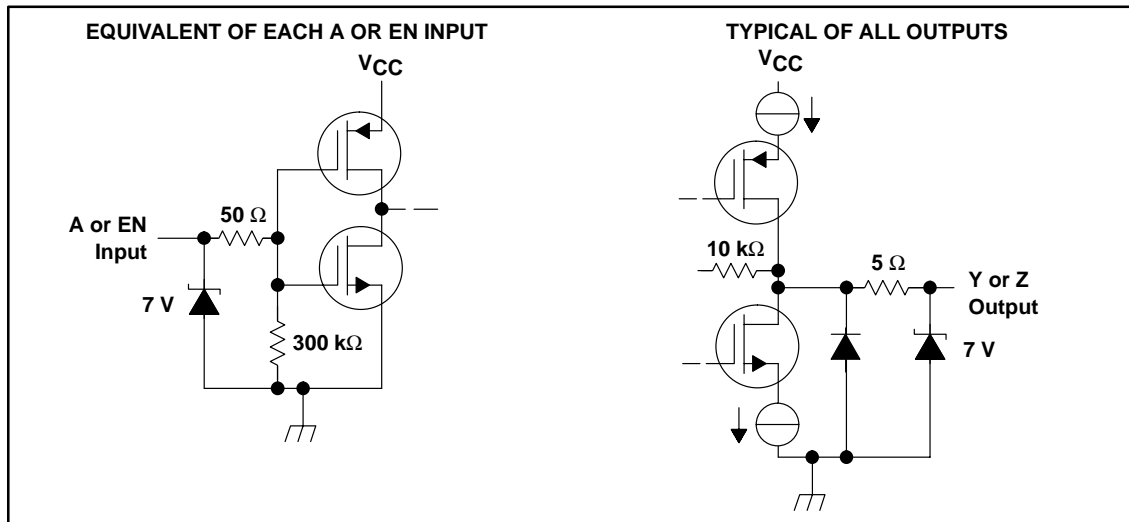 EQUIVALENT OF EACH A OR EN INPUT
VCC
50 Ω
A or EN
Input
7 V
300 kΩ
TYPICAL OF ALL OUTPUTS
VCC
10 kΩ
5 Ω
Y or Z
Output
7 V